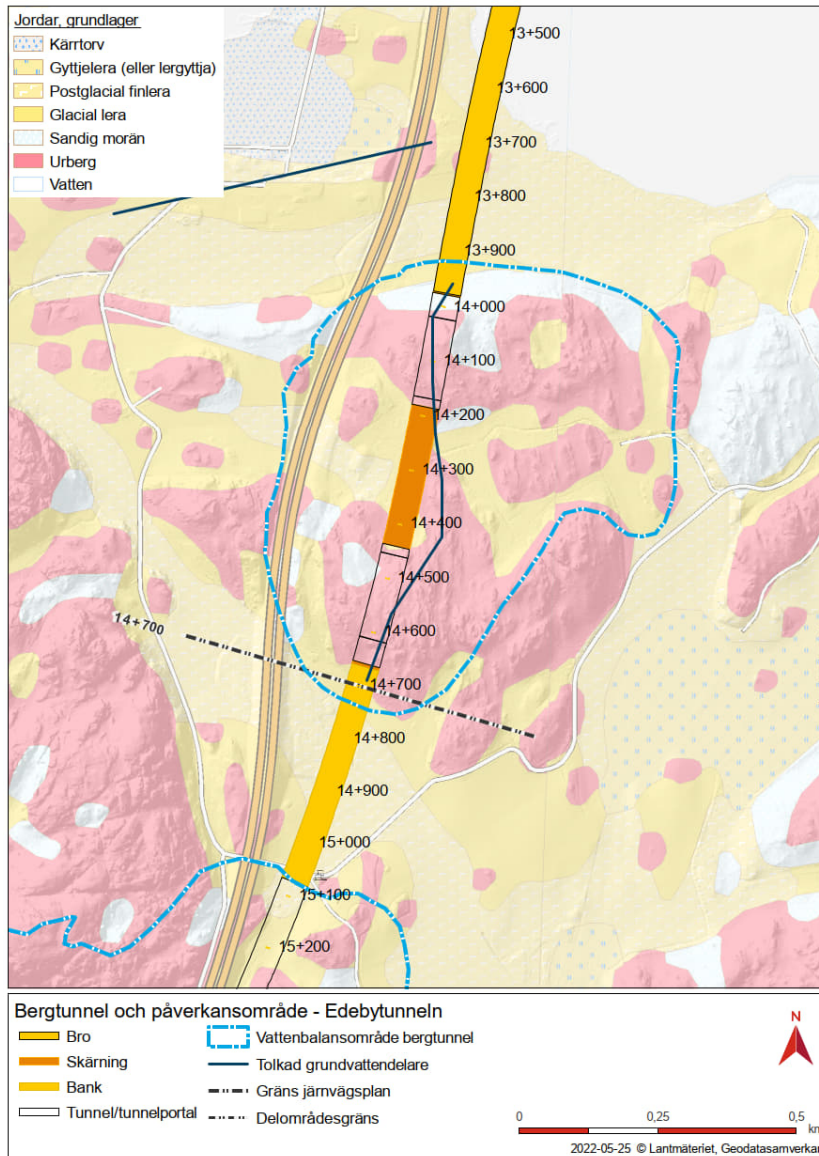 Jordar, grundlager
Kärrtorv
Gyttjelera (eller lergyttja)
Postglacial finlera
Glacial lera
Sandig morän
Urberg
Vatten
13+500
13+600
13+700
13+800
13+900
14+000
14+100
14+200
14+300
14+400
14+500
14+600
14+700
14+700
14+800
14+900
15+000
15+100
15+200
Bergtunnel och påverkansområde - Edebytunneln
Bro
Skärning
Bank
Tunnel/tunnelportal
Vattenbalansområde bergtunnel
Tolkad grundvattendelare
Gräns järnvägsplan
Delområdesgräns
N
0 0,25 0,5
km
2022-05-25 © Lantmäteriet, Geodatasamverkan